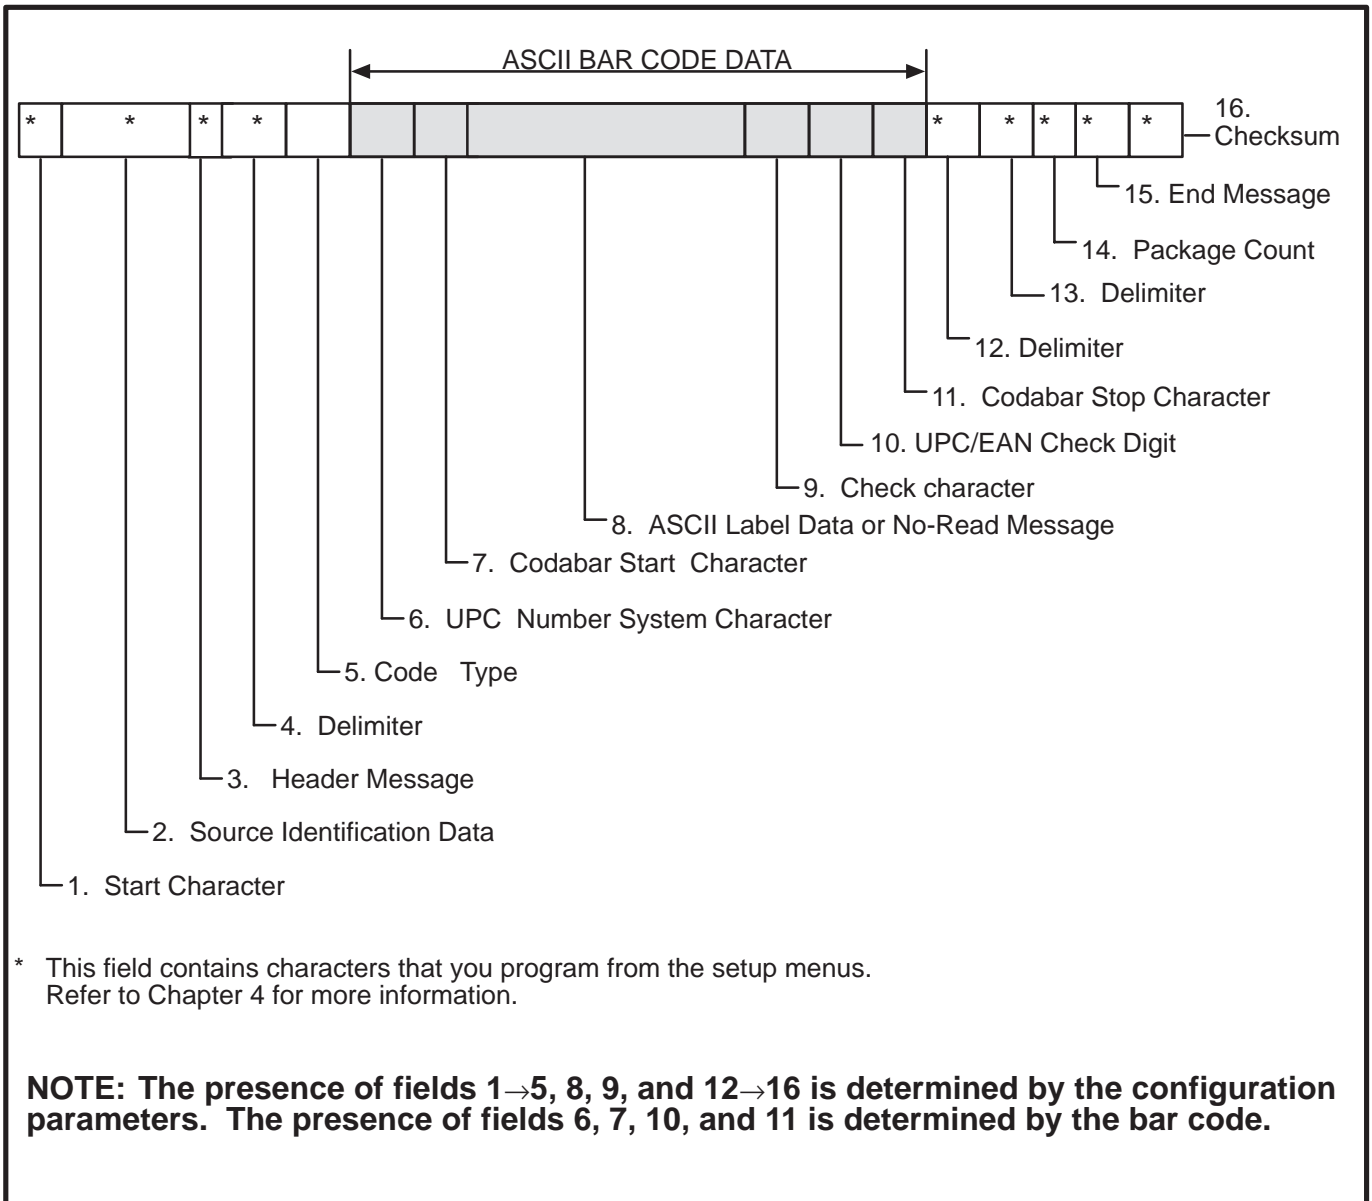 ASCII BAR CODE DATA
* * * * * * * * *
16.
Checksum
15. End Message
14. Package Count
13. Delimiter
12. Delimiter
11. Codabar Stop Character
10. UPC/EAN Check Digit
9. Check character
8. ASCII Label Data or No-Read Message
7. Codabar Start Character
6. UPC Number System Character
5. Code Type
4. Delimiter
3. Header Message
2. Source Identification Data
1. Start Character
* This field contains characters that you program from the setup menus.
Refer to Chapter 4 for more information.
NOTE: The presence of fields 1→5, 8, 9, and 12→16 is determined by the configuration
parameters. The presence of fields 6, 7, 10, and 11 is determined by the bar code.